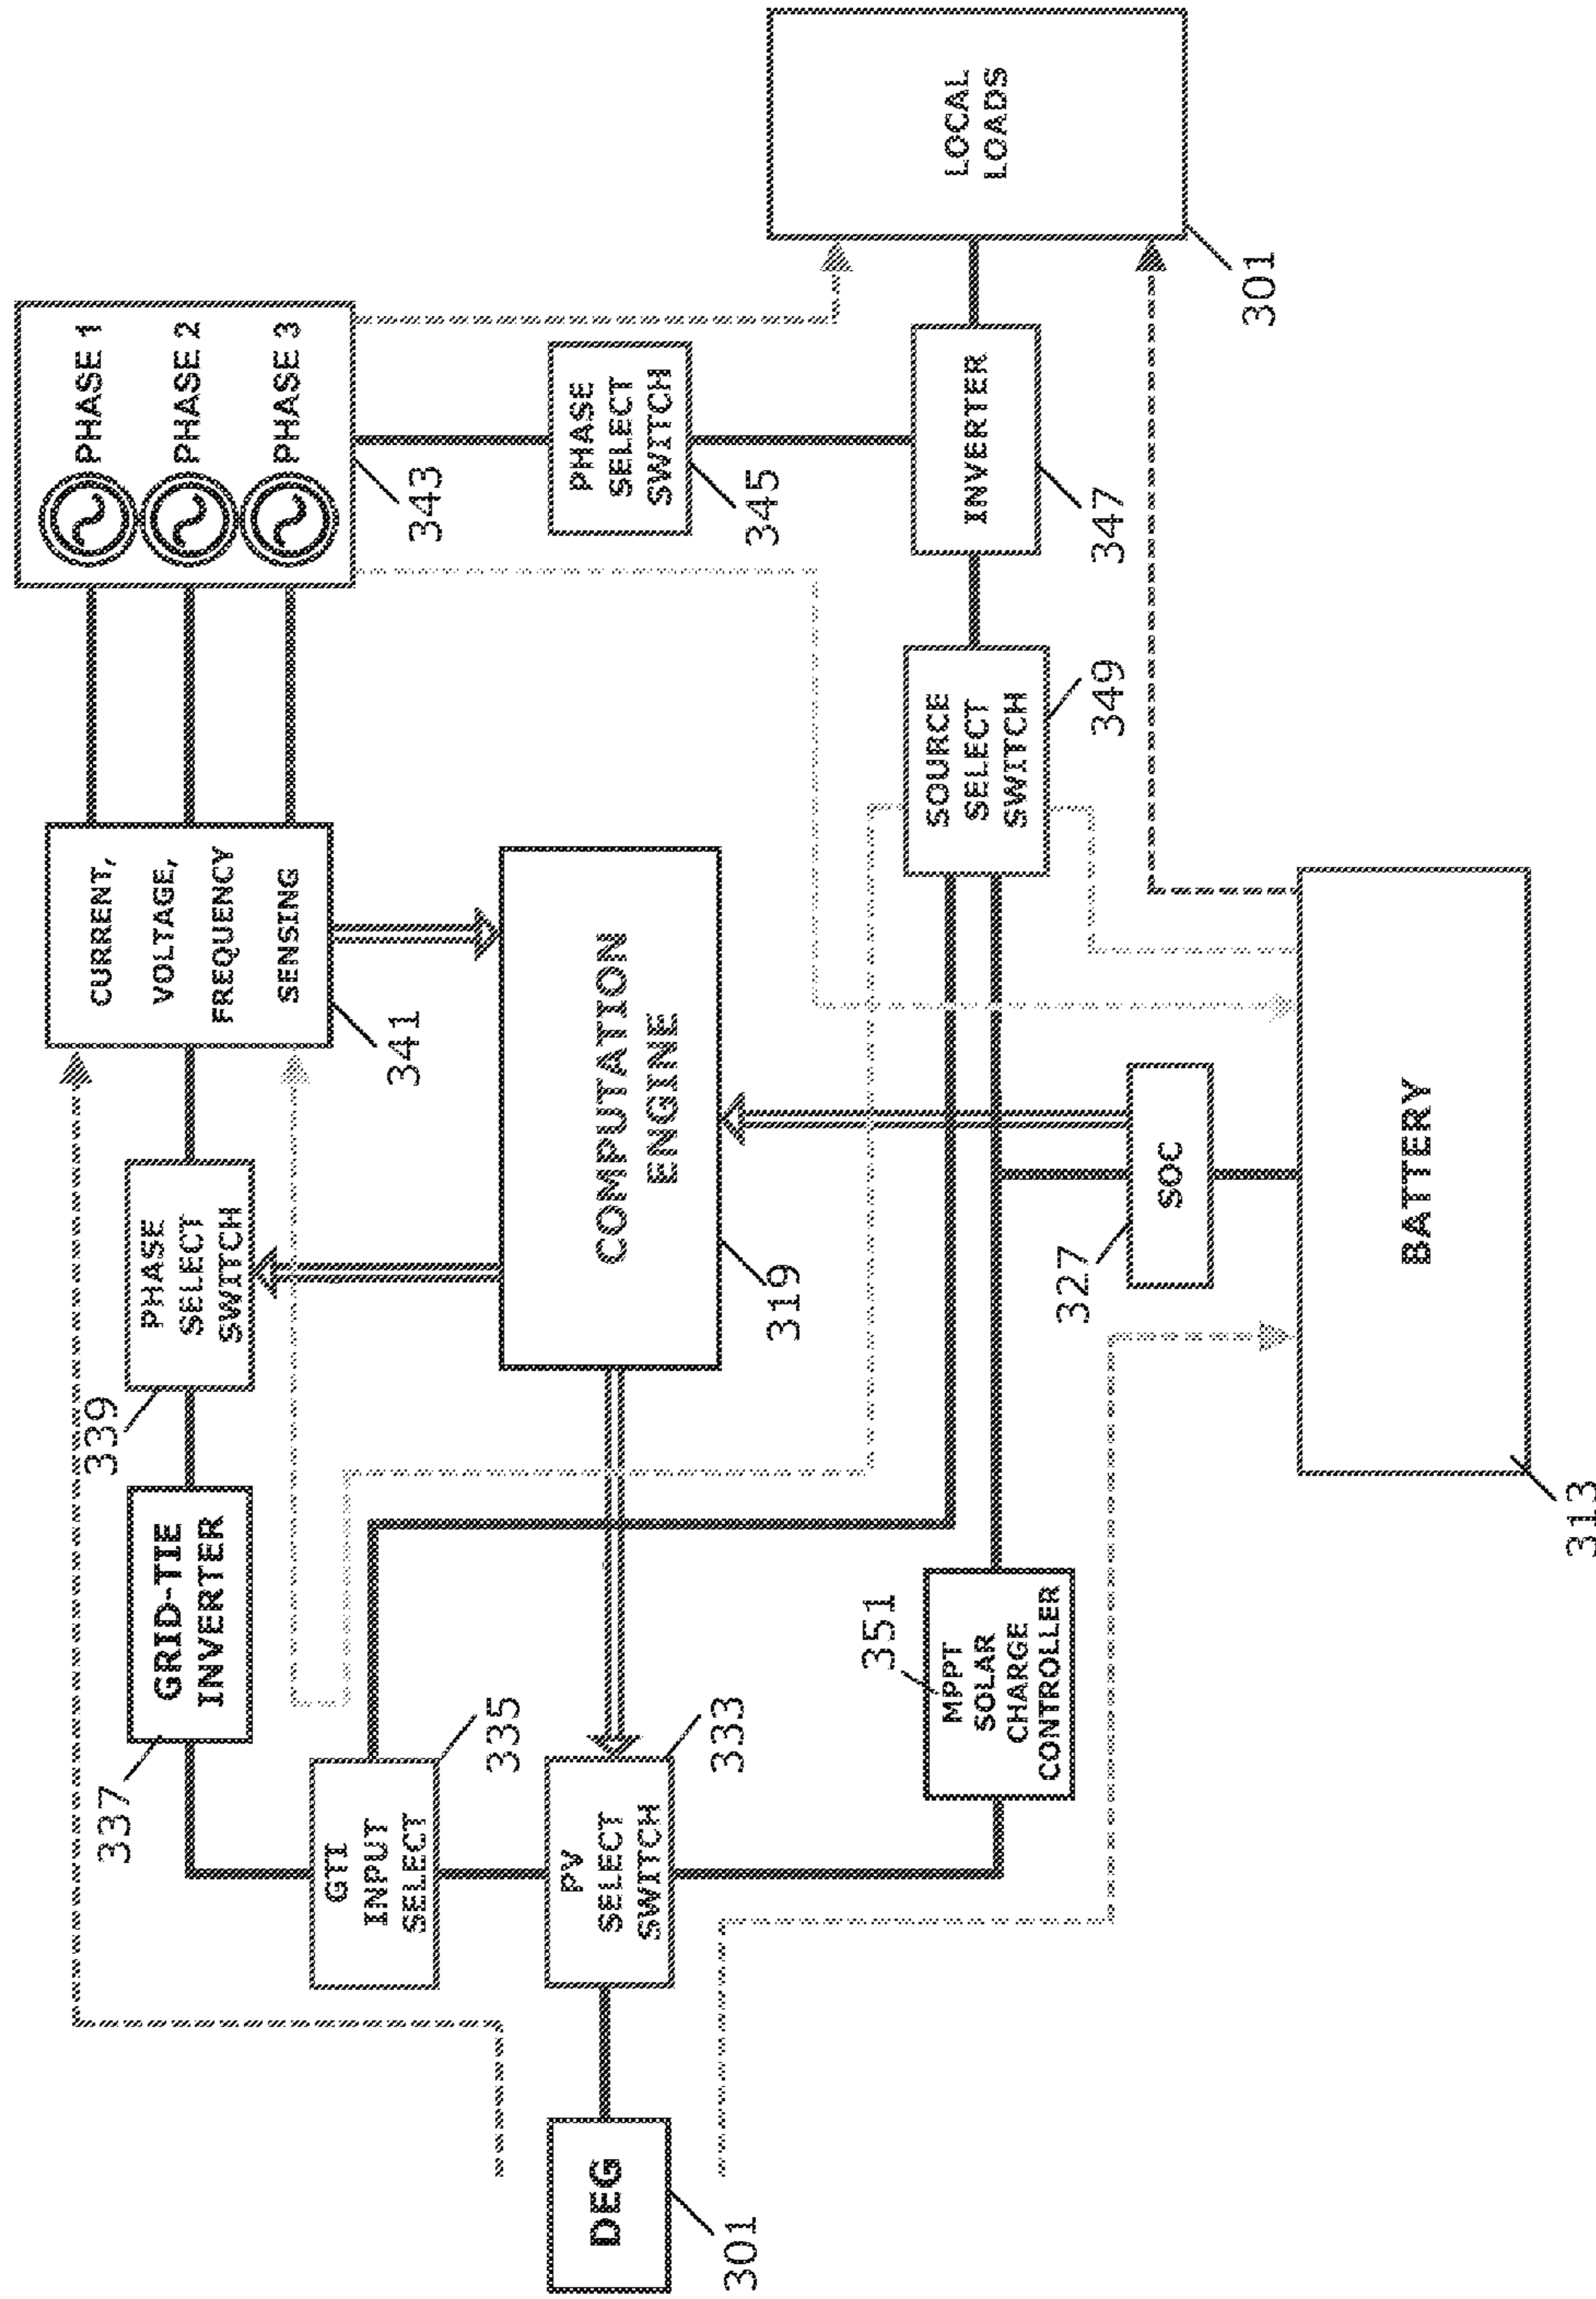 PHASE 1
PHASE 2
PHASE 3
343
CURRENT,
VOLTAGE,
FREQUENCY
SENSING
341
PHASE
SELECT
SWITCH
339
GRID-TIE
INVERTER
337
GTI
INPUT
SELECT
335
PV
SELECT
SWITCH
333
DEG
301
COMPUTATION
ENGINE
319
PHASE
SELECT
SWITCH
345
INVERTER
347
LOCAL
LOADS
301
SOURCE
SELECT
SWITCH
349
351
MPPT
SOLAR
CHARGE
CONTROLLER
SOC
327
BATTERY
313